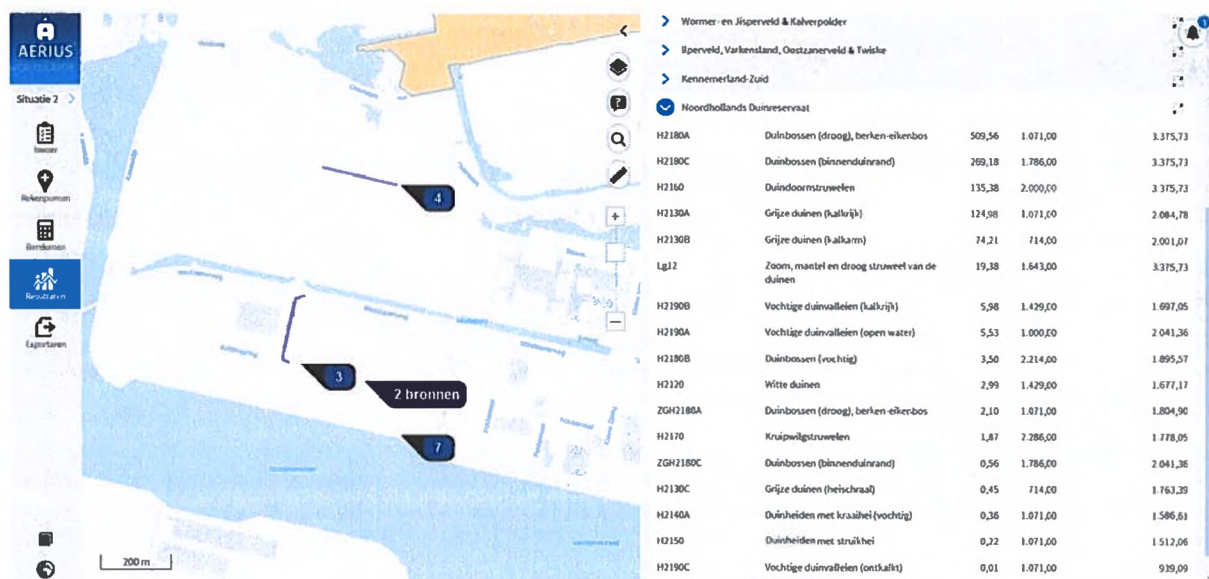 AERIUS
Situatie 2
Invoer
Rekenpunten
Berekenen
Resultaten
Exporteren
4
3
2 bronnen
7
200 m
Wormer- en Jisperveld & Kalverpolder
Ilperveld, Varkensland, Oostzanerveld & Twiske
Kennemerland-Zuid
Noordhollands Duinreservaat
H2180A Duinbossen (droog), berken-eikenbos 509,56 1.071,00 3.375,73
H2180C Duinbossen (binnenduinrand) 269,18 1.786,00 3.375,73
H2160 Duindoornstruwelen 135,38 2.000,00 3.375,73
H2130A Grijze duinen (kalkrijk) 124,98 1.071,00 2.084,78
H2130B Grijze duinen (kalkarm) 74,21 714,00 2.001,07
Lg12 Zoom, mantel en droog struweel van de duinen 19,38 1.643,00 3.375,73
H2190B Vochtige duinvalleien (kalkrijk) 5,98 1.429,00 1.697,05
H2190A Vochtige duinvalleien (open water) 5,53 1.000,00 2.041,36
H2180B Duinbossen (vochtig) 3,50 2.214,00 1.895,57
H2120 Witte duinen 2,99 1.429,00 1.677,17
ZGH2180A Duinbossen (droog), berken-eikenbos 2,10 1.071,00 1.804,90
H2170 Kruipwilgstruwelen 1,87 2.286,00 1.778,05
ZGH2180C Duinbossen (binnenduinrand) 0,56 1.786,00 2.041,36
H2130C Grijze duinen (heischraal) 0,45 714,00 1.763,39
H2140A Duinheiden met kraaihei (vochtig) 0,36 1.071,00 1.586,61
H2150 Duinheiden met struikhei 0,22 1.071,00 1.512,06
H2190C Vochtige duinvalleien (ontkalkt) 0,01 1.071,00 939,09